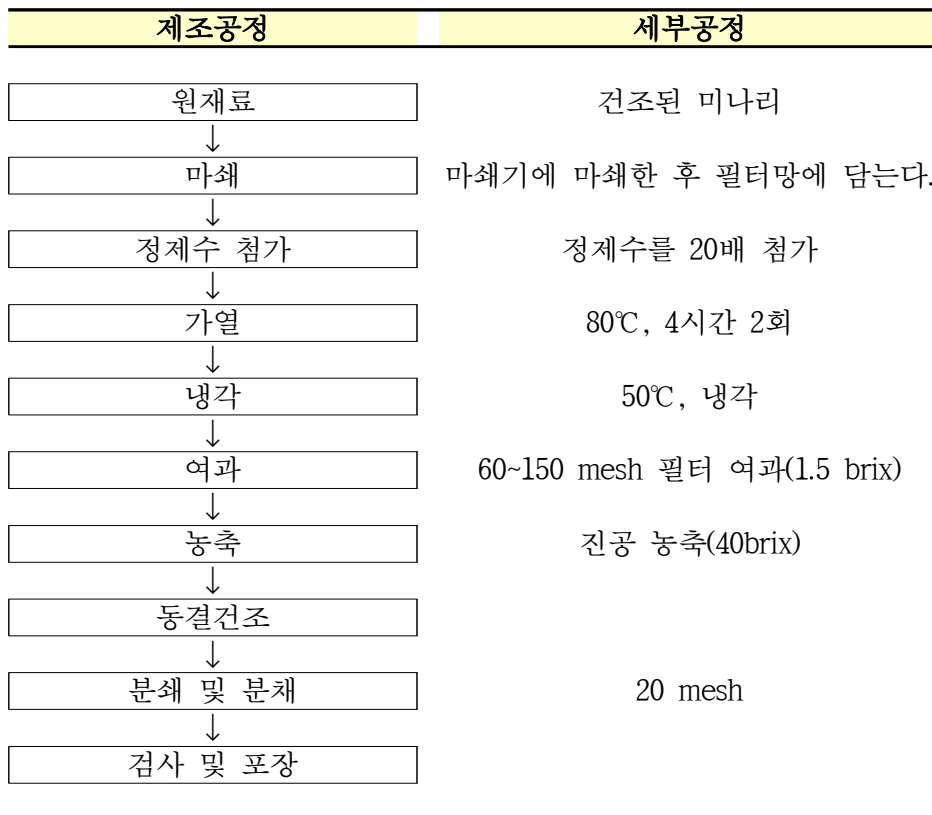 제조공정 세부공정
원재료 건조된 미나리
↓
마쇄 마쇄기에 마쇄한 후 필터망에 담는다.
↓
정제수 첨가 정제수를 20배 첨가
↓
가열 80℃, 4시간 2회
↓
냉각 50℃, 냉각
↓
여과 60~150 mesh 필터 여과(1.5 brix)
↓
농축 진공 농축(40brix)
↓
동결건조
↓
분쇄 및 분채 20 mesh
↓
검사 및 포장